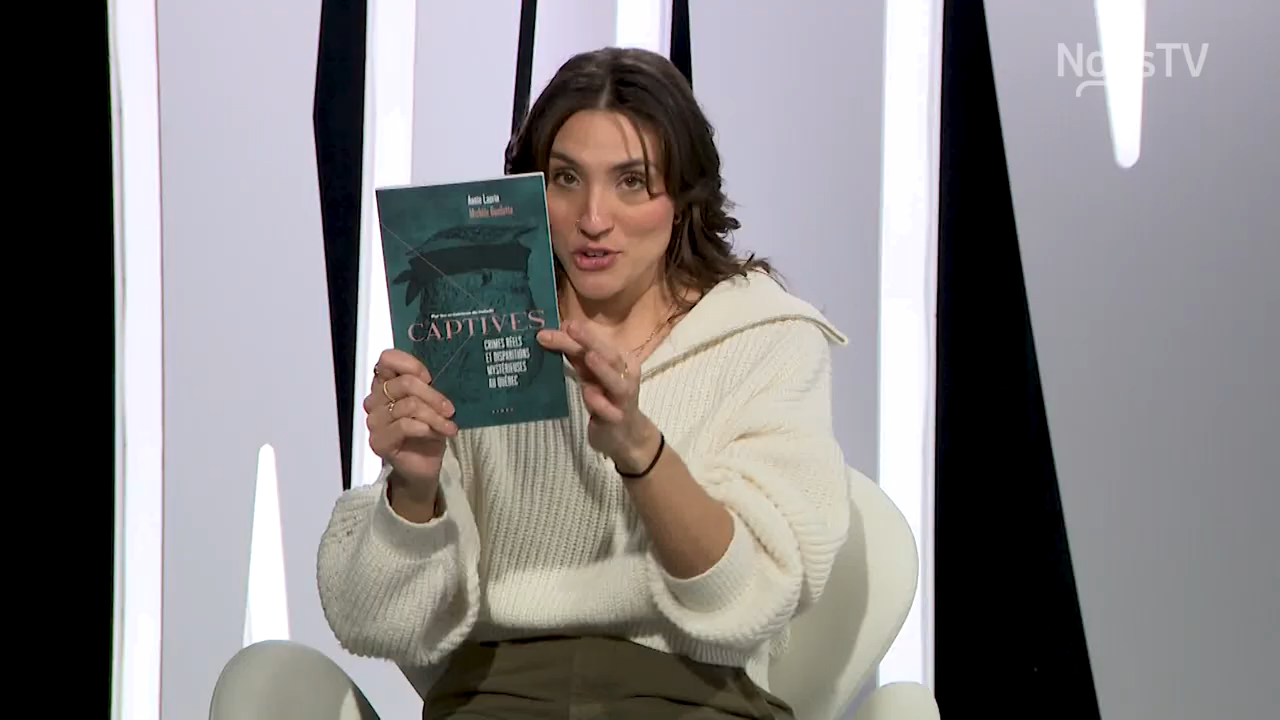 NousTV
Annie Laurin
Michèle Ouellette
CAPTIVES
CRIMES RÉELS
ET DISPARITIONS
MYSTÉRIEUSES
AU QUÉBEC